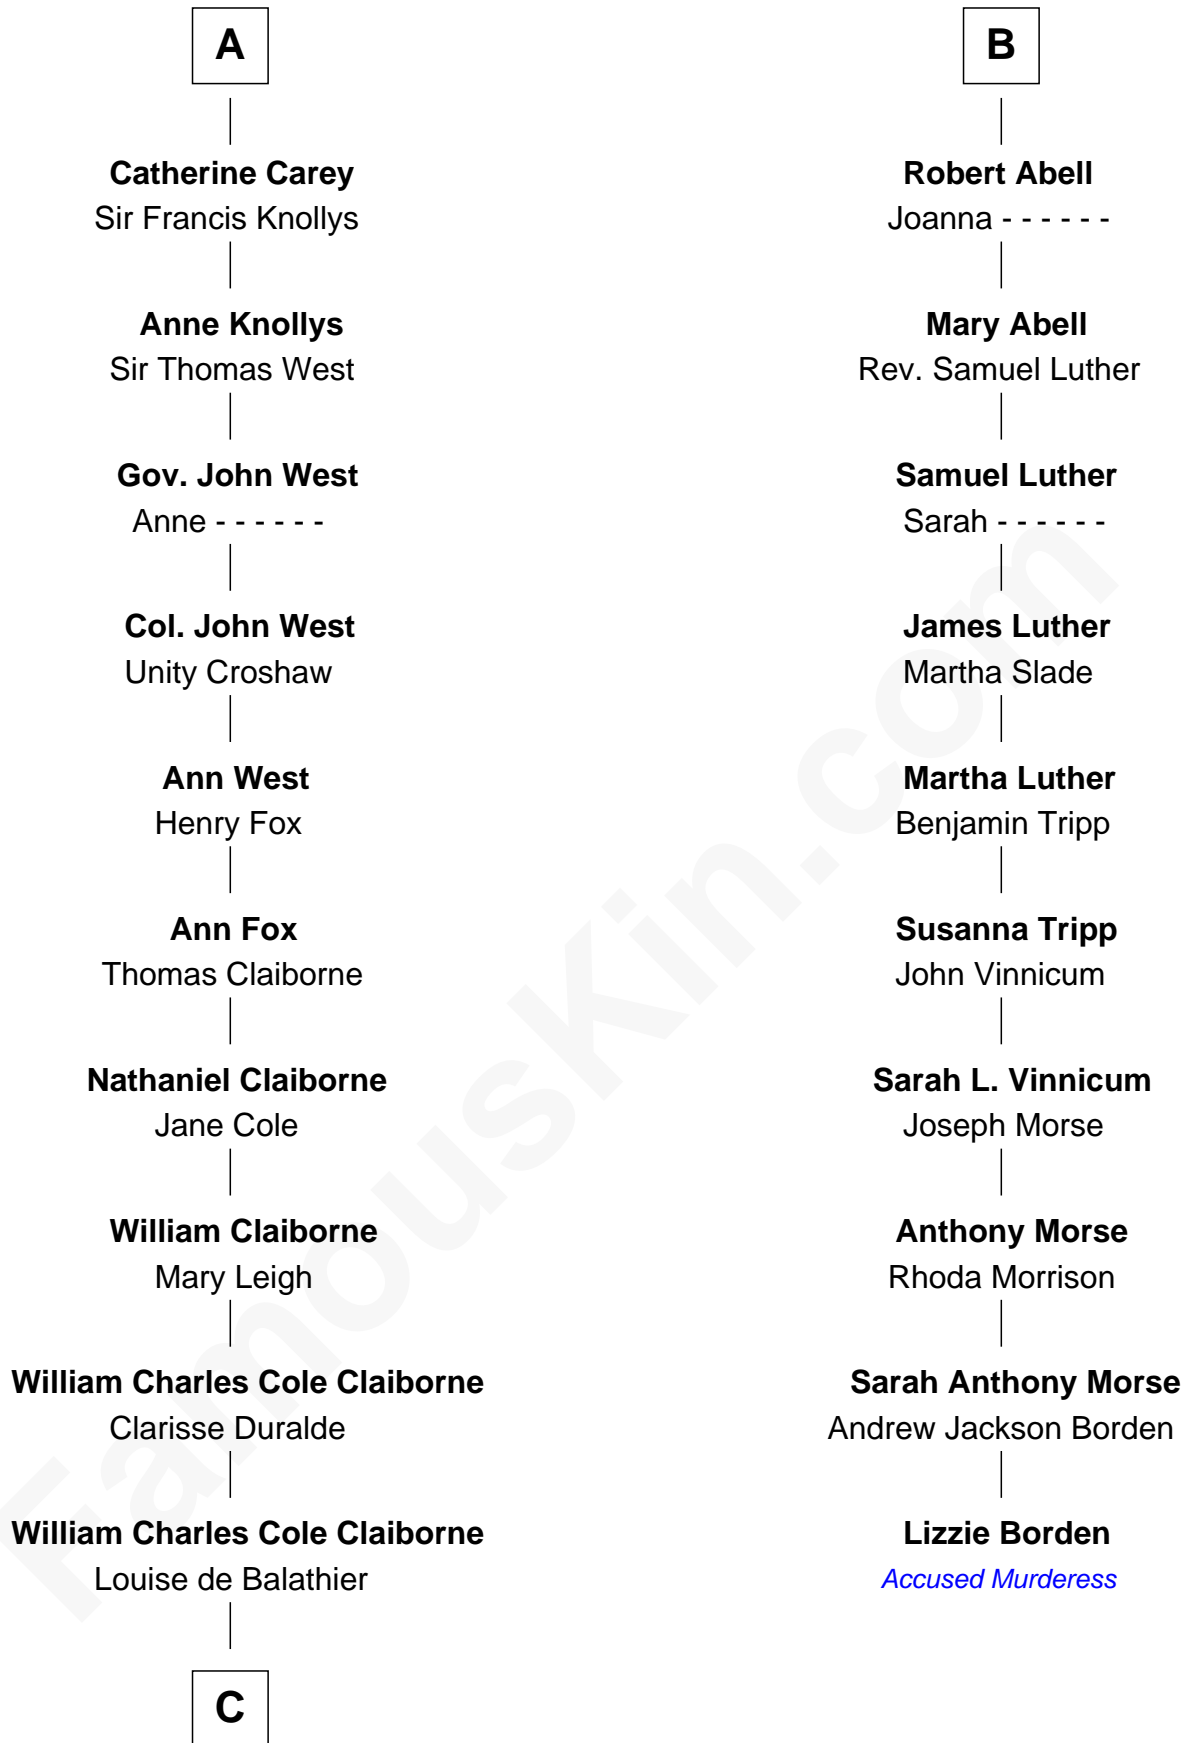 A
Catherine Carey
Sir Francis Knollys
Anne Knollys
Sir Thomas West
Gov. John West
Anne - - - - - -
Col. John West
Unity Croshaw
Ann West
Henry Fox
Ann Fox
Thomas Claiborne
Nathaniel Claiborne
Jane Cole
William Claiborne
Mary Leigh
William Charles Cole Claiborne
Clarisse Duralde
William Charles Cole Claiborne
Louise de Balathier
C
B
Robert Abell
Joanna - - - - - -
Mary Abell
Rev. Samuel Luther
Samuel Luther
Sarah - - - - - -
James Luther
Martha Slade
Martha Luther
Benjamin Tripp
Susanna Tripp
John Vinnicum
Sarah L. Vinnicum
Joseph Morse
Anthony Morse
Rhoda Morrison
Sarah Anthony Morse
Andrew Jackson Borden
Lizzie Borden
Accused Murderess
FamousKin.com